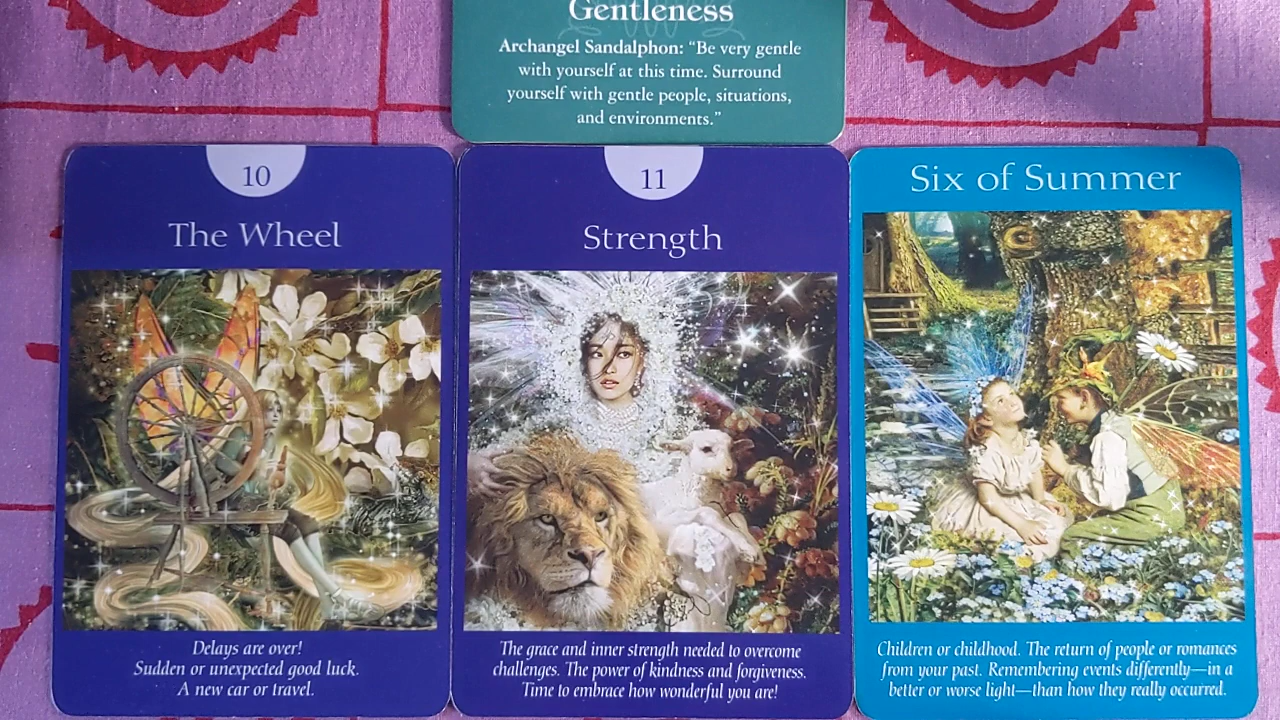 Gentleness
Archangel Sandalphon: “Be very gentle
with yourself at this time. Surround
yourself with gentle people, situations,
and environments.”
10
The Wheel
Delays are over!
Sudden or unexpected good luck.
A new car or travel.
11
Strength
The grace and inner strength needed to overcome
challenges. The power of kindness and forgiveness.
Time to embrace how wonderful you are!
Six of Summer
Children or childhood. The return of people or romances
from your past. Remembering events differently—in a
better or worse light—than how they really occurred.